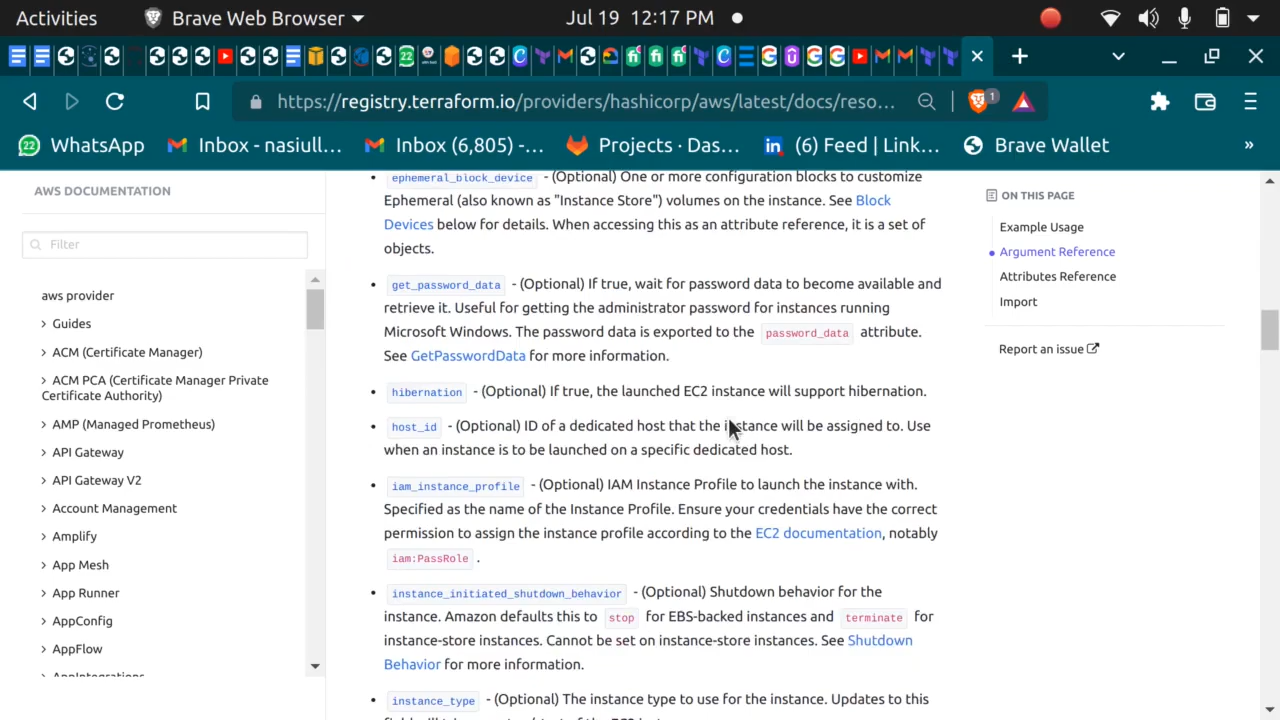 Activities
Brave Web Browser
Jul 19 12:17 PM
https://registry.terraform.io/providers/hashicorp/aws/latest/docs/reso...
1
WhatsApp
Inbox - nasiull...
Inbox (6,805) -...
Projects · Das...
(6) Feed | Link...
Brave Wallet
»
AWS DOCUMENTATION
Filter
aws provider
Guides
ACM (Certificate Manager)
ACM PCA (Certificate Manager Private
Certificate Authority)
AMP (Managed Prometheus)
API Gateway
API Gateway V2
Account Management
Amplify
App Mesh
App Runner
AppConfig
AppFlow
AppIntegrations
• ephemeral_block_device - (Optional) One or more configuration blocks to customize
Ephemeral (also known as "Instance Store") volumes on the instance. See Block
Devices below for details. When accessing this as an attribute reference, it is a set of
objects.
• get_password_data - (Optional) If true, wait for password data to become available and
retrieve it. Useful for getting the administrator password for instances running
Microsoft Windows. The password data is exported to the password_data attribute.
See GetPasswordData for more information.
• hibernation - (Optional) If true, the launched EC2 instance will support hibernation.
• host_id - (Optional) ID of a dedicated host that the instance will be assigned to. Use
when an instance is to be launched on a specific dedicated host.
• iam_instance_profile - (Optional) IAM Instance Profile to launch the instance with.
Specified as the name of the Instance Profile. Ensure your credentials have the correct
permission to assign the instance profile according to the EC2 documentation, notably
iam:PassRole .
• instance_initiated_shutdown_behavior - (Optional) Shutdown behavior for the
instance. Amazon defaults this to stop for EBS-backed instances and terminate for
instance-store instances. Cannot be set on instance-store instances. See Shutdown
Behavior for more information.
• instance_type - (Optional) The instance type to use for the instance. Updates to this
ON THIS PAGE
Example Usage
Argument Reference
Attributes Reference
Import
Report an issue